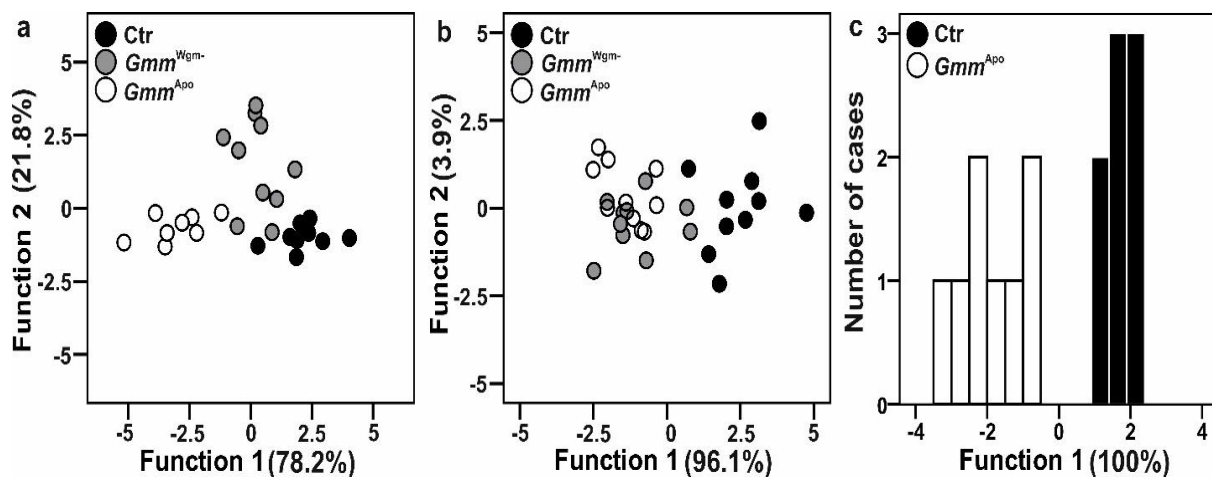 a
Ctr
Gmm^Wgm-
Gmm^Apo
5
2.5
0
-2.5
-5
Function 2 (21.8%)
-5 -2.5 0 2.5 5
Function 1 (78.2%)
b
Ctr
Gmm^Wgm-
Gmm^Apo
5
2.5
0
-2.5
-5
Function 2 (3.9%)
-5 -2.5 0 2.5 5
Function 1 (96.1%)
c
Ctr
Gmm^Apo
3
2
1
0
Number of cases
-4 -2 0 2 4
Function 1 (100%)